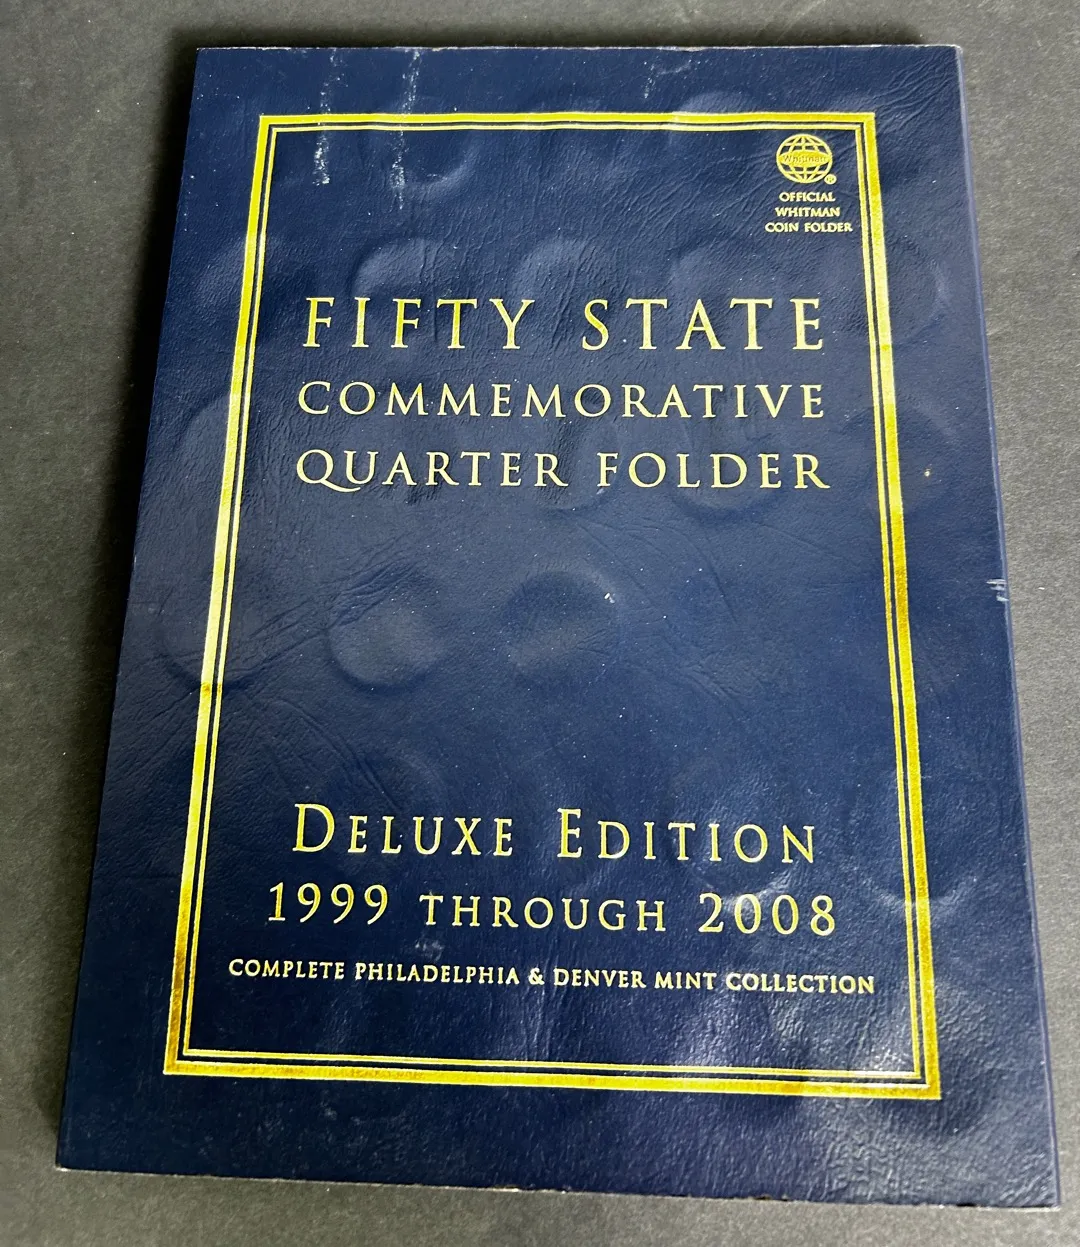 Whitman
®
OFFICIAL
WHITMAN
COIN FOLDER
FIFTY STATE
COMMEMORATIVE
QUARTER FOLDER
DELUXE EDITION
1999 THROUGH 2008
COMPLETE PHILADELPHIA & DENVER MINT COLLECTION